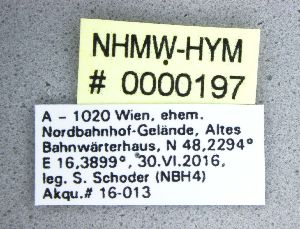 NHMW-HYM
# 0000197
A - 1020 Wien, ehem.
Nordbahnhof-Gelände, Altes
Bahnwärterhaus, N 48,2294°
E 16,3899°, 30.VI.2016,
leg. S. Schoder (NBH4)
Akqu.# 16-013